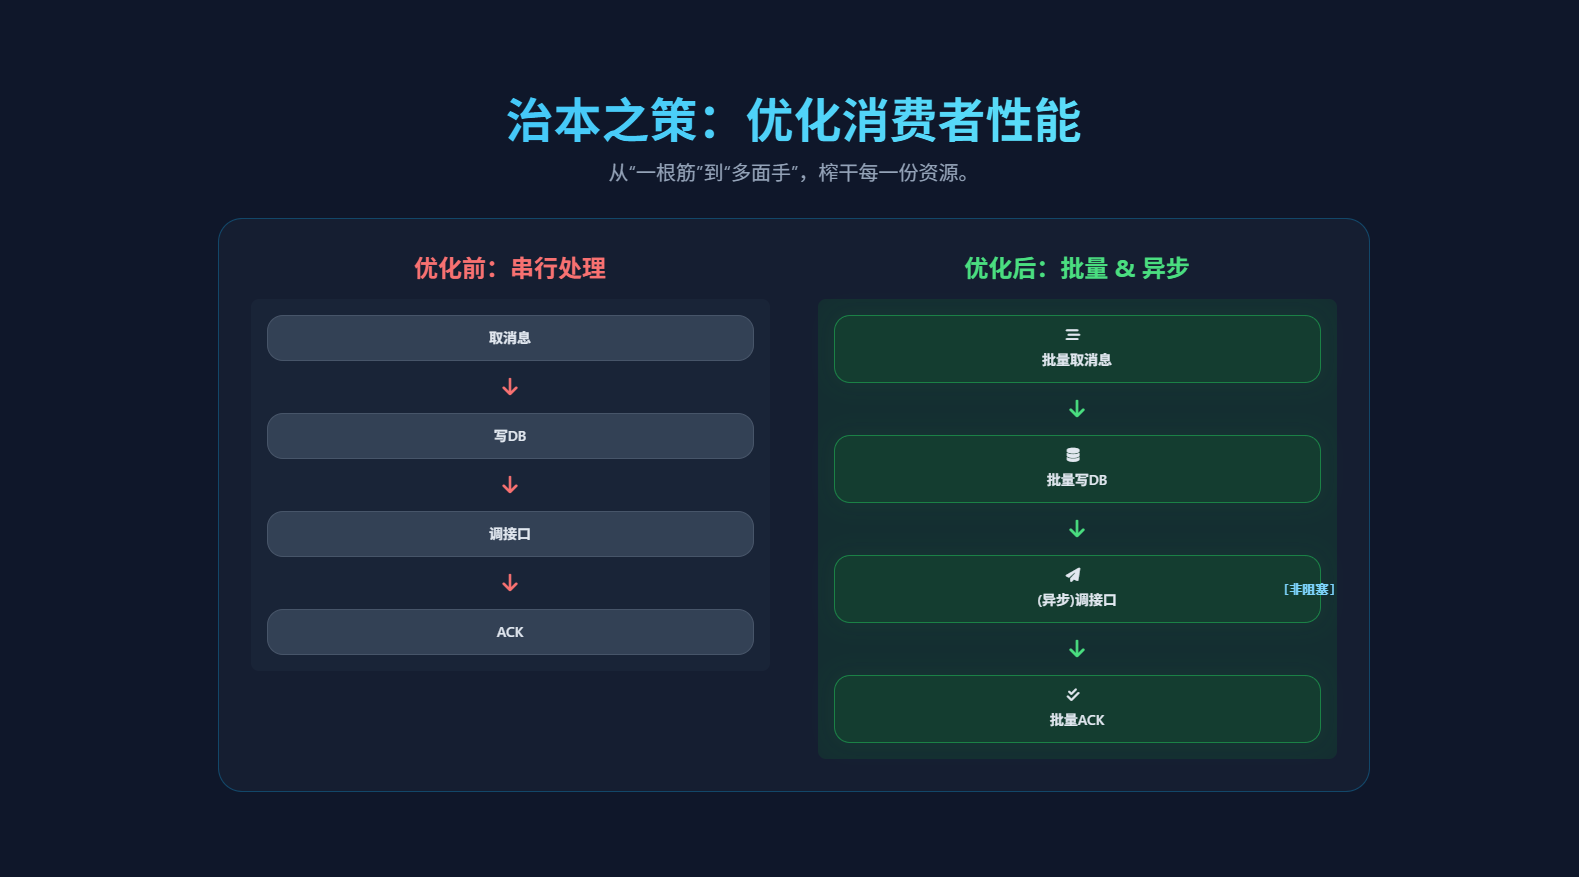 治本之策：优化消费者性能
从“一根筋”到“多面手”，榨干每一份资源。
优化前：串行处理
取消息
写DB
调接口
ACK
优化后：批量 & 异步
批量取消息
批量写DB
(异步)调接口
[非阻塞]
批量ACK